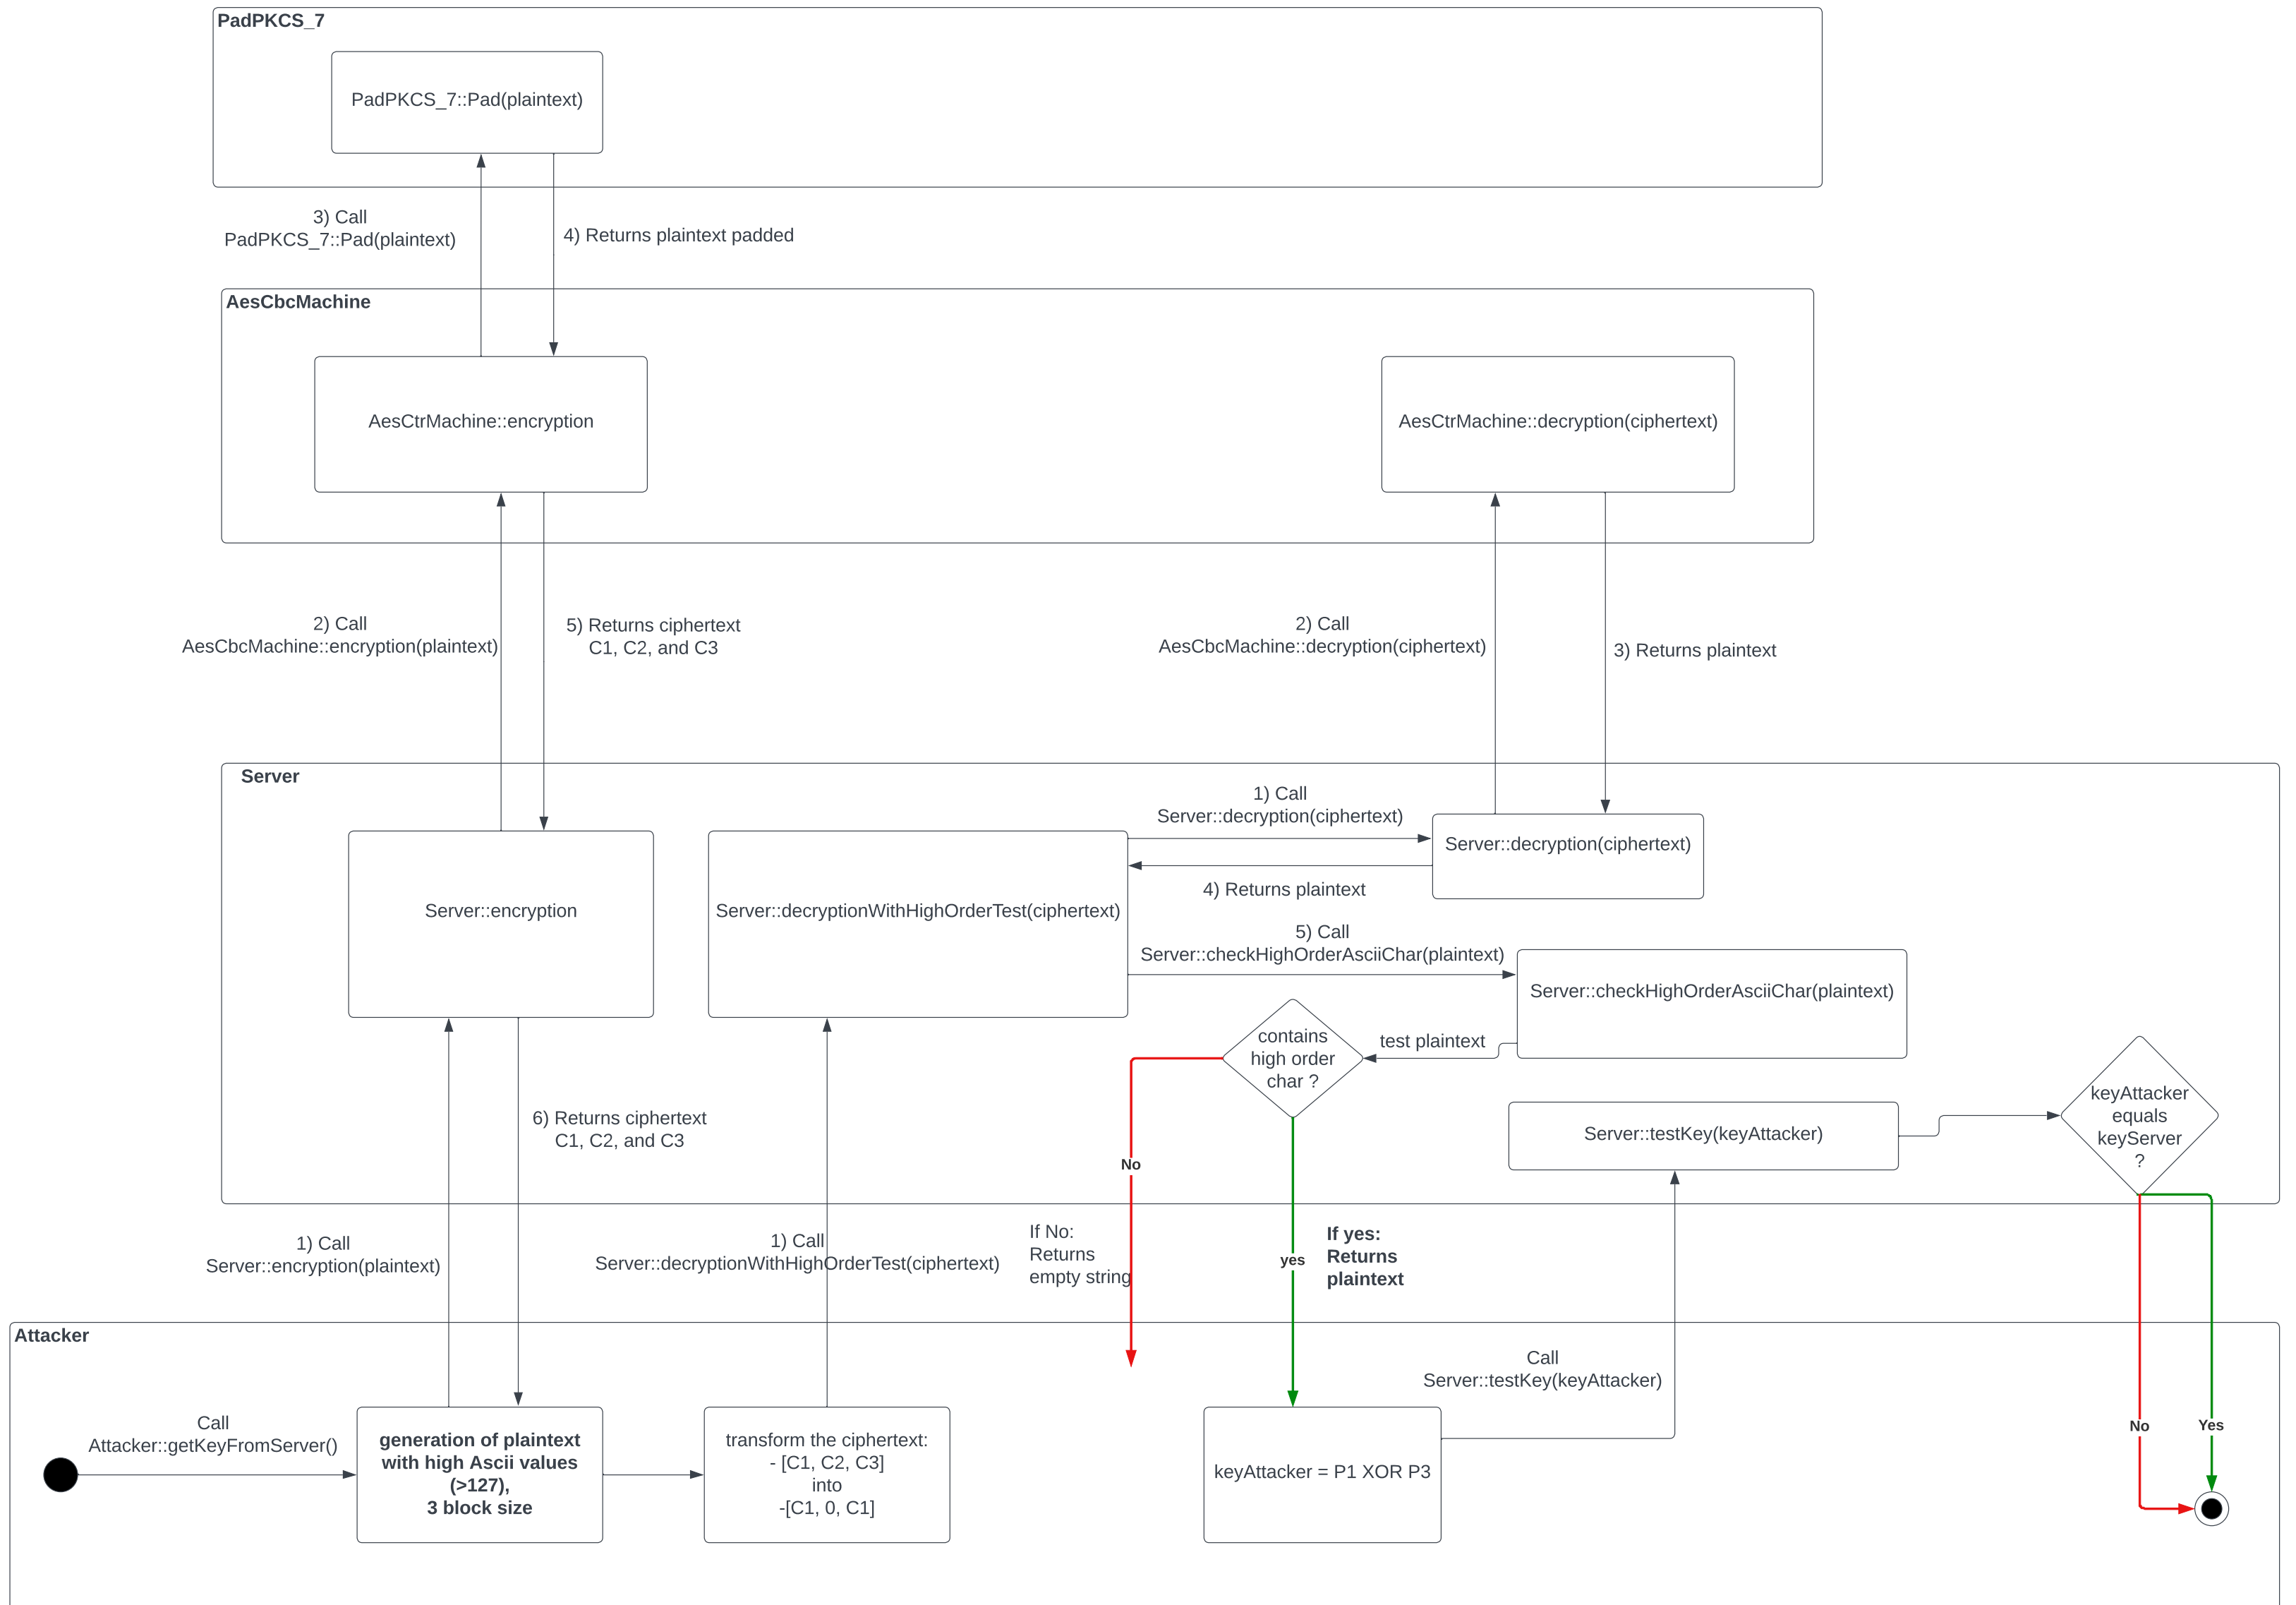 PadPKCS_7
PadPKCS_7::Pad(plaintext)
3) Call
PadPKCS_7::Pad(plaintext)
4) Returns plaintext padded
AesCbcMachine
AesCtrMachine::encryption
AesCtrMachine::decryption(ciphertext)
2) Call
AesCbcMachine::encryption(plaintext)
5) Returns ciphertext
C1, C2, and C3
2) Call
AesCbcMachine::decryption(ciphertext)
3) Returns plaintext
Server
1) Call
Server::decryption(ciphertext)
Server::decryption(ciphertext)
4) Returns plaintext
Server::encryption
Server::decryptionWithHighOrderTest(ciphertext)
5) Call
Server::checkHighOrderAsciiChar(plaintext)
Server::checkHighOrderAsciiChar(plaintext)
contains
high order
char ?
test plaintext
keyAttacker
equals
keyServer
?
Server::testKey(keyAttacker)
6) Returns ciphertext
C1, C2, and C3
No
1) Call
Server::encryption(plaintext)
1) Call
Server::decryptionWithHighOrderTest(ciphertext)
If No:
Returns
empty string
yes
If yes:
Returns
plaintext
Attacker
Call
Server::testKey(keyAttacker)
Call
Attacker::getKeyFromServer()
generation of plaintext
with high Ascii values
(>127),
3 block size
transform the ciphertext:
- [C1, C2, C3]
into
-[C1, 0, C1]
keyAttacker = P1 XOR P3
No
Yes